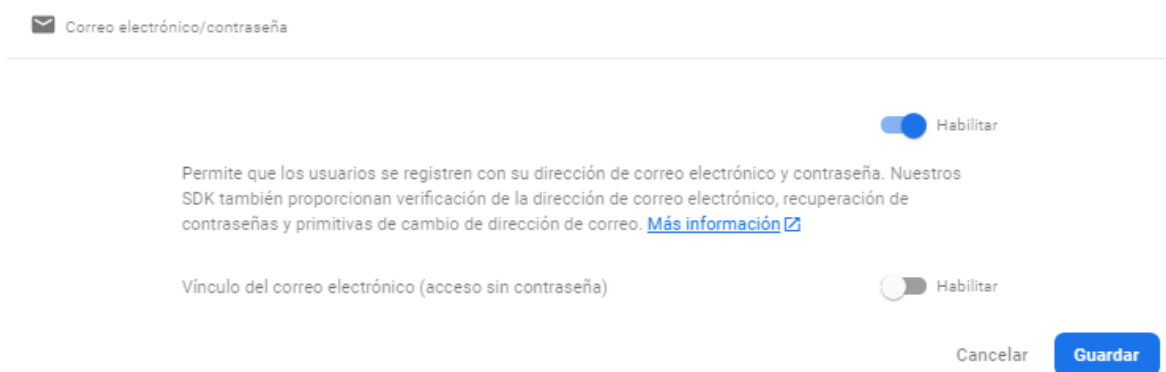 Correo electrónico/contraseña
Habilitar
Permite que los usuarios se registren con su dirección de correo electrónico y contraseña. Nuestros
SDK también proporcionan verificación de la dirección de correo electrónico, recuperación de
contraseñas y primitivas de cambio de dirección de correo. Más información
Vínculo del correo electrónico (acceso sin contraseña) Habilitar
Cancelar Guardar